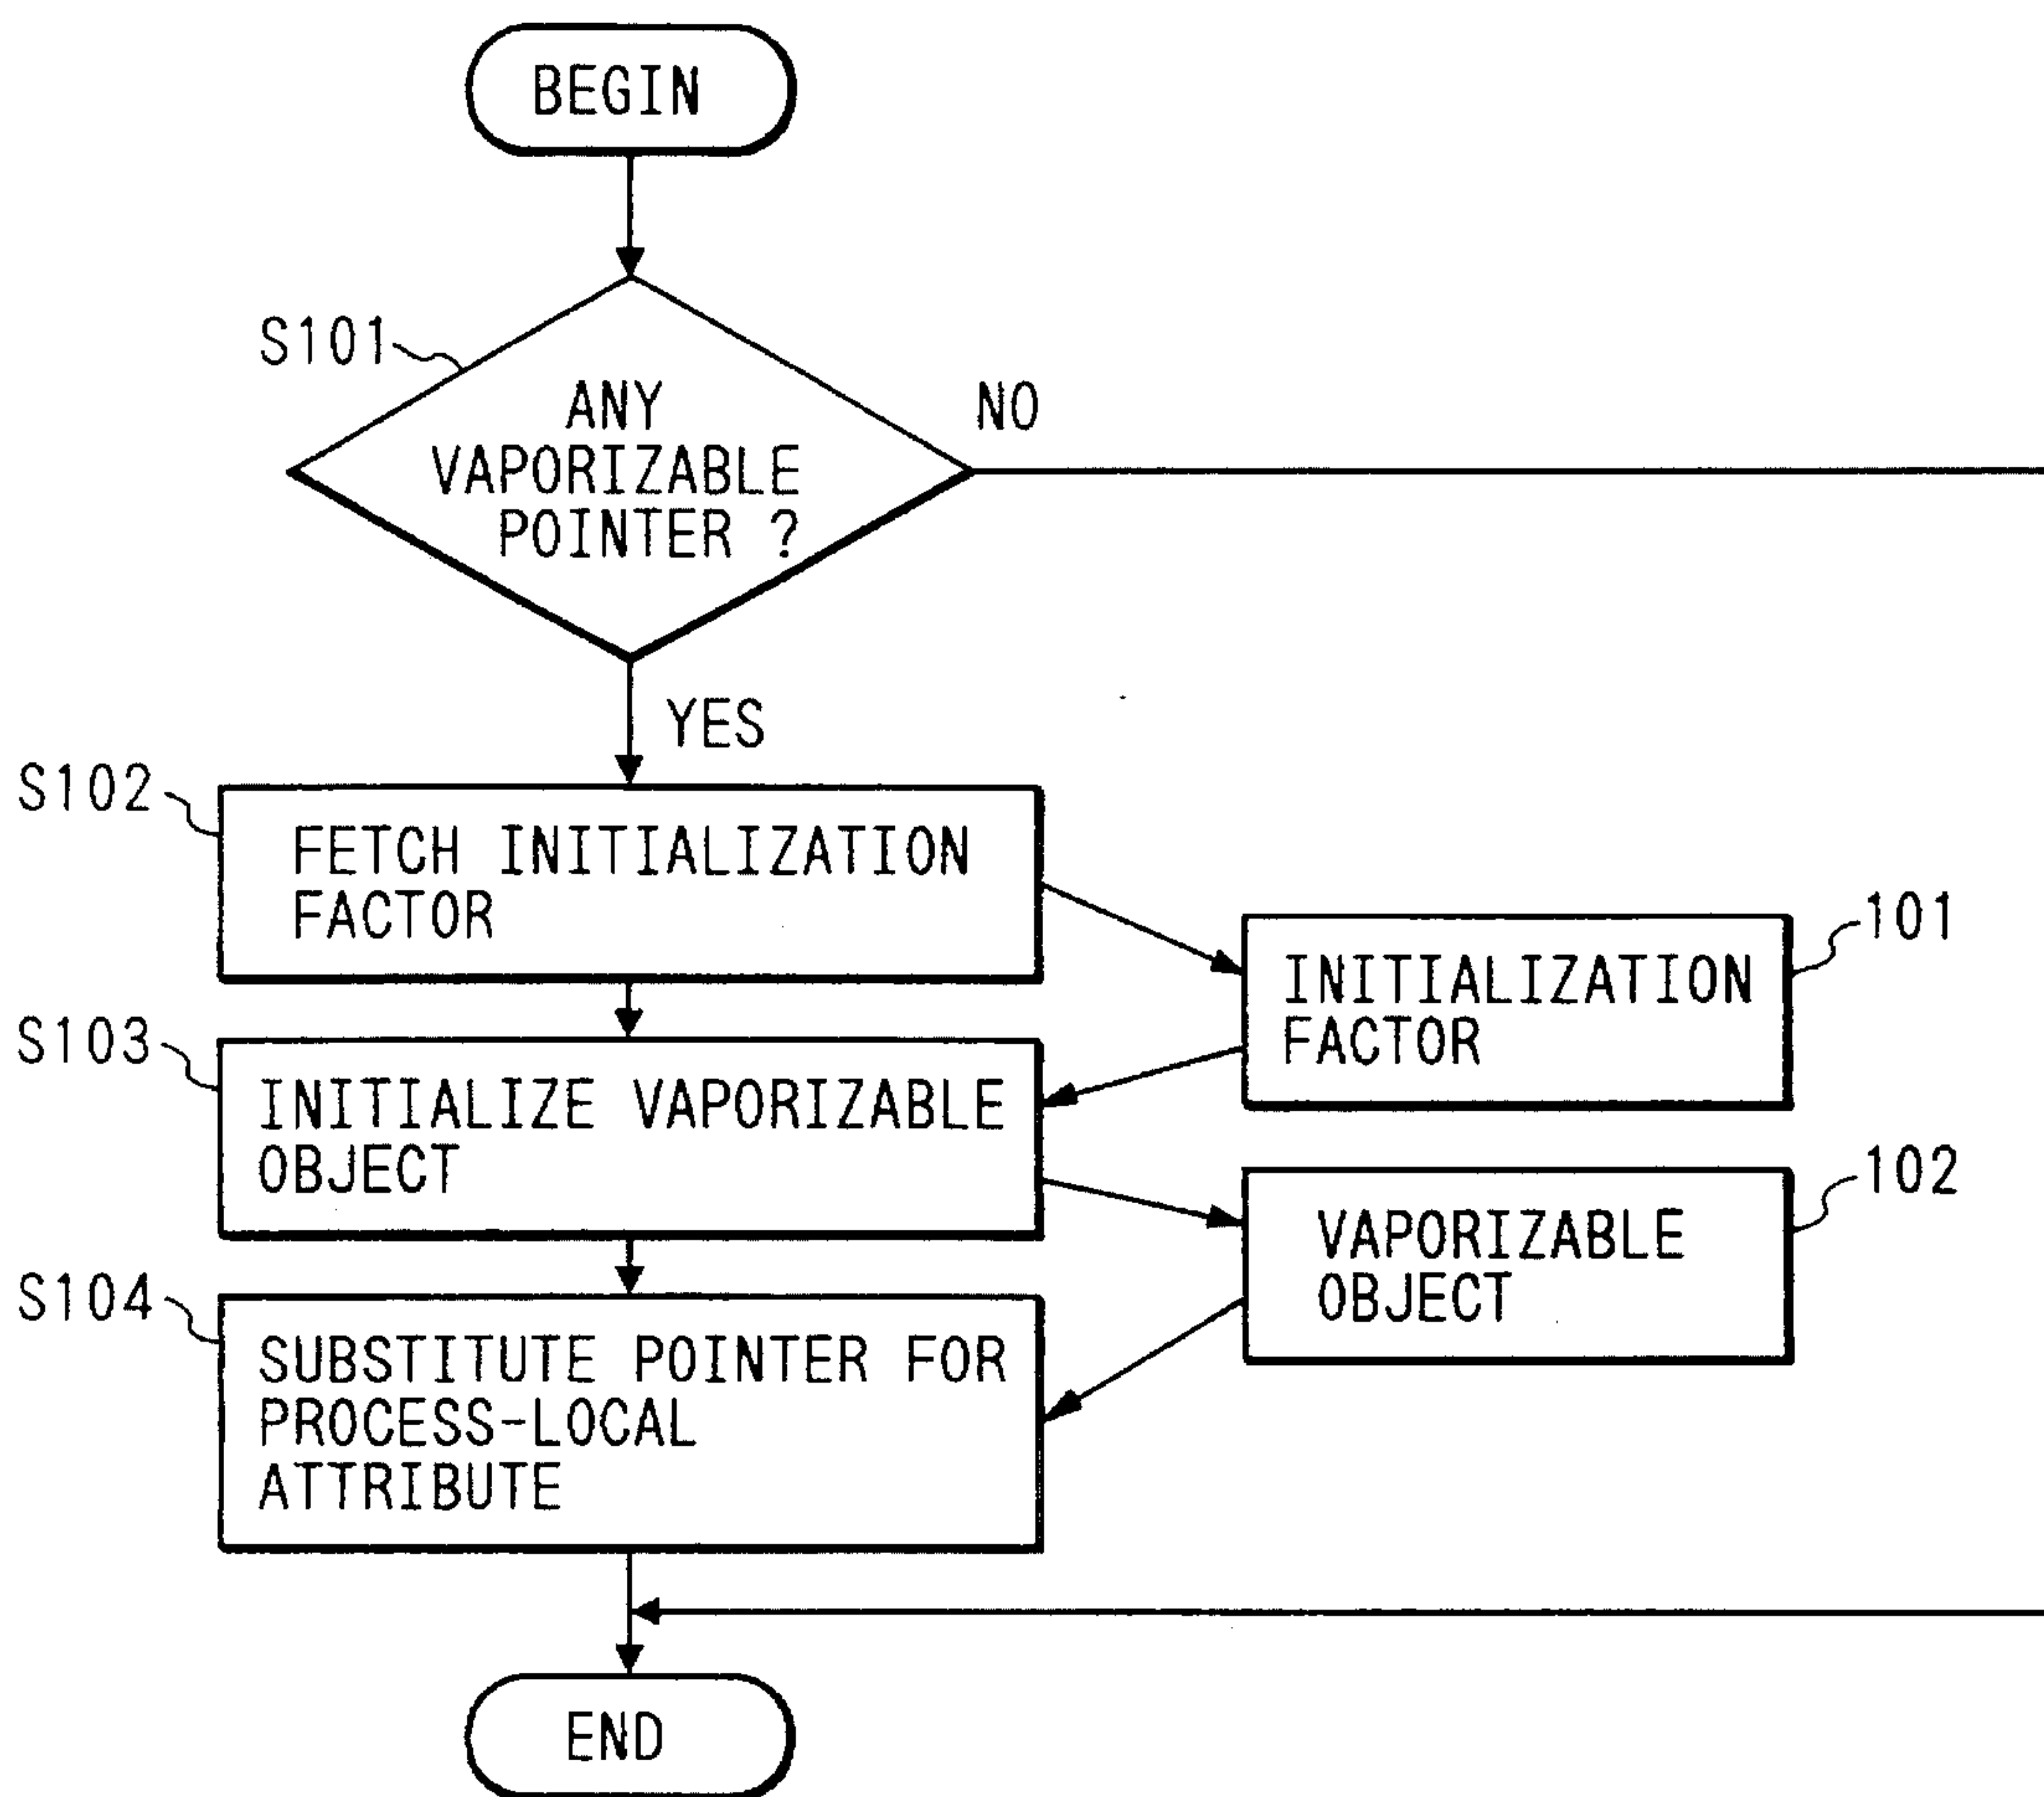 BEGIN
S101
ANY
VAPORIZABLE
POINTER ?
NO
YES
S102
FETCH INITIALIZATION
FACTOR
101
INITIALIZATION
FACTOR
S103
INITIALIZE VAPORIZABLE
OBJECT
102
VAPORIZABLE
OBJECT
S104
SUBSTITUTE POINTER FOR
PROCESS-LOCAL
ATTRIBUTE
END